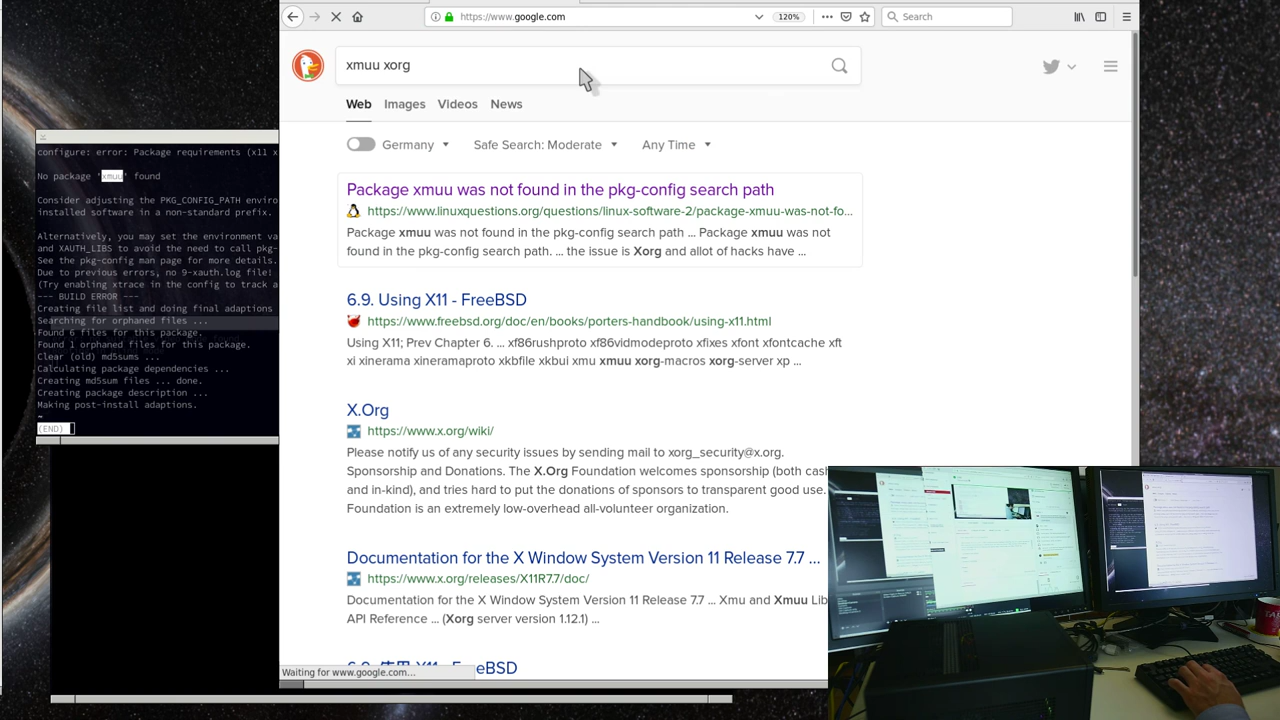 https://www.google.com
120%
Search
xmuu xorg
Web Images Videos News
Germany Safe Search: Moderate Any Time
Package xmuu was not found in the pkg-config search path
https://www.linuxquestions.org/questions/linux-software-2/package-xmuu-was-not-fo...
Package xmuu was not found in the pkg-config search path ... Package xmuu was not
found in the pkg-config search path. ... the issue is Xorg and allot of hacks have ...
6.9. Using X11 - FreeBSD
https://www.freebsd.org/doc/en/books/porters-handbook/using-x11.html
Using X11; Prev Chapter 6. ... xf86rushproto xf86vidmodeproto xfixes xfont xfontcache xft
xi xinerama xineramaproto xkbfile xkbui xmu xmuu xorg-macros xorg-server xp ...
X.Org
https://www.x.org/wiki/
Please notify us of any security issues by sending mail to xorg_security@x.org.
Sponsorship and Donations. The X.Org Foundation welcomes sponsorship (both cash
and in-kind), and tries hard to put the donations of sponsors to transparent good use.
Foundation is an extremely low-overhead all-volunteer organization.
Documentation for the X Window System Version 11 Release 7.7 ...
https://www.x.org/releases/X11R7.7/doc/
Documentation for the X Window System Version 11 Release 7.7 ... Xmu and Xmuu Lib
API Reference ... (Xorg server version 1.12.1) ...
X11 - FreeBSD
Waiting for www.google.com...
configure: error: Package requirements (x11 x
No package 'xmuu' found
Consider adjusting the PKG_CONFIG_PATH enviro
installed software in a non-standard prefix.
Alternatively, you may set the environment va
and XAUTH_LIBS to avoid the need to call pkg-
See the pkg-config man page for more details.
Due to previous errors, no 9-xauth.log file!
(Try enabling xtrace in the config to track a
--- BUILD ERROR ---
Creating file list and doing final adaptions
Searching for orphaned files ...
Found 6 files for this package.
Found 1 orphaned files for this package.
Clear (old) md5sums ...
Calculating package dependencies ...
Creating md5sum files ... done.
Creating package description ...
Making post-install adaptions.
~
(END)